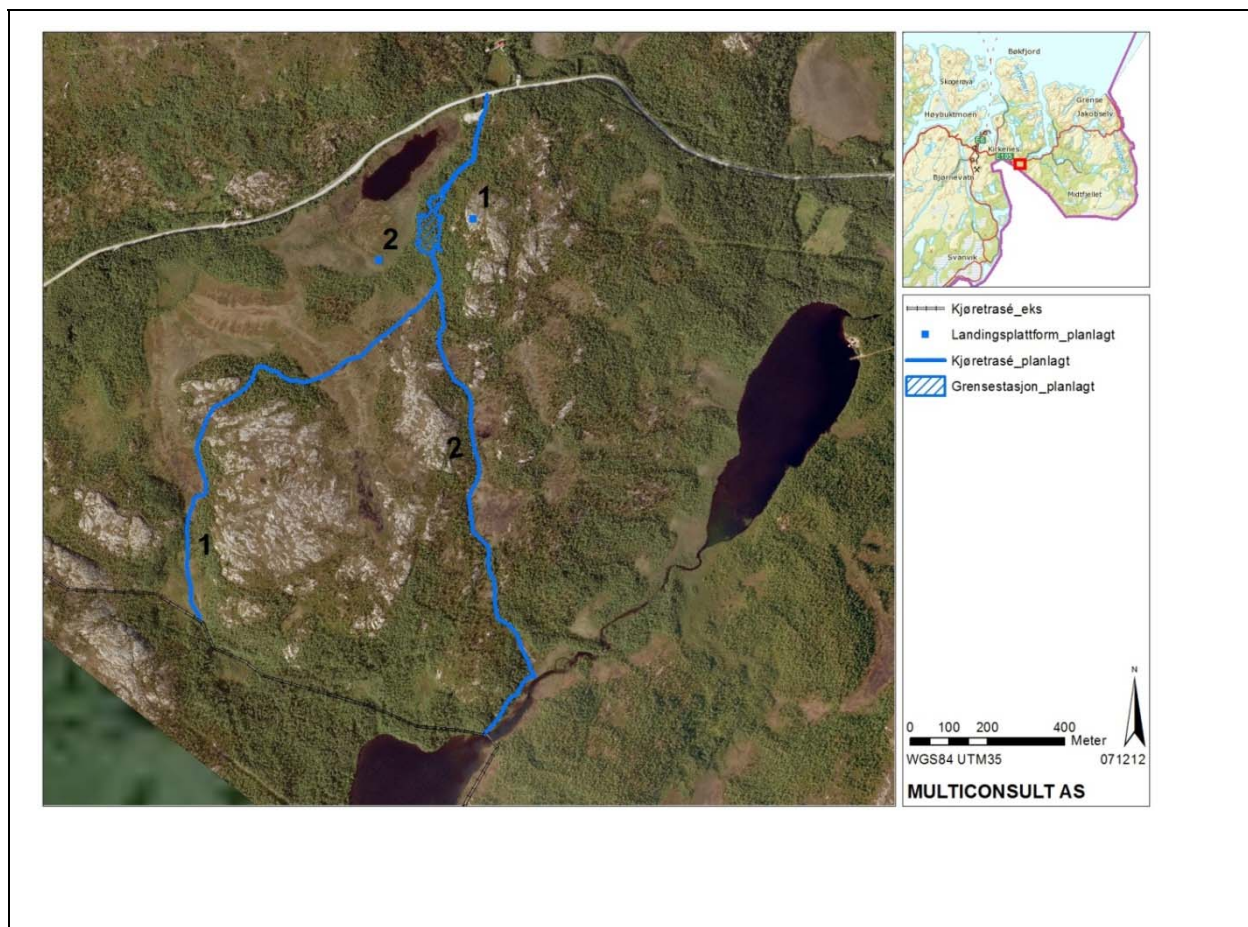 1
2
2
1
Bøkfjord
Skogerøya
Grense
Jakobselv
Høybuktmoen
Kirkenes
Bjørnevatn
Midtfjellet
Svanvik
Kjøretrasé_eks
Landingsplattform_planlagt
Kjøretrasé_planlagt
Grensestasjon_planlagt
N
0 100 200 400
Meter
WGS84 UTM35 071212
MULTICONSULT AS